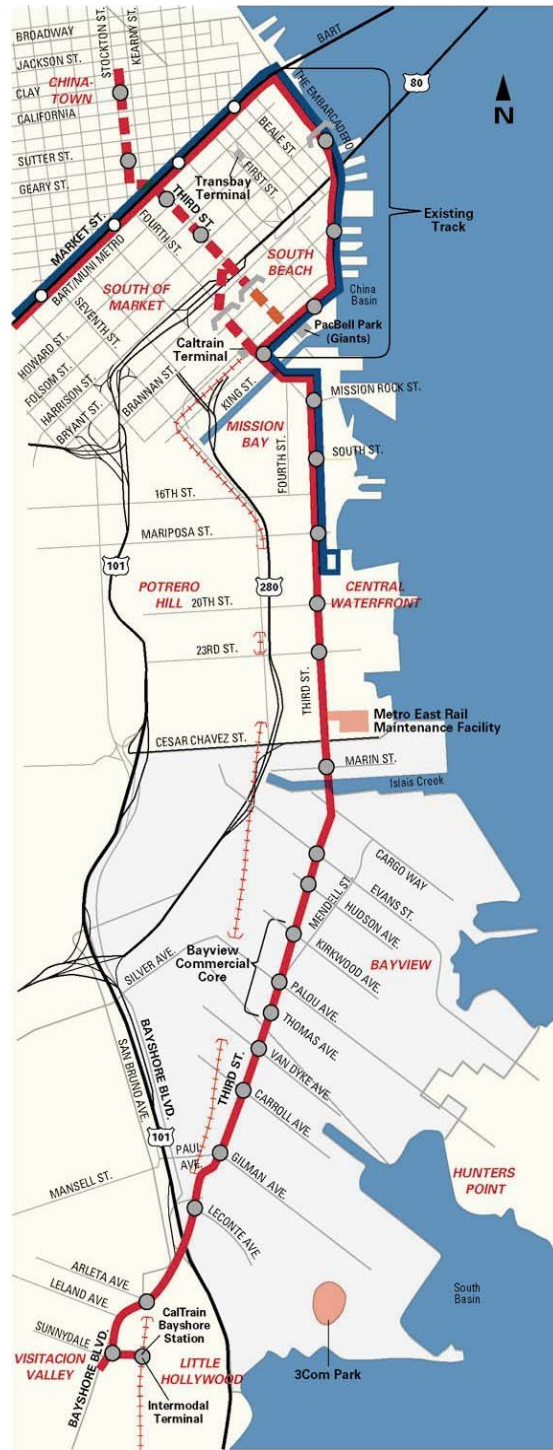 STOCKTON ST.
KEARNY ST.
BROADWAY
JACKSON ST.
CHINA-
TOWN
CLAY
CALIFORNIA
SUTTER ST.
GEARY ST.
BART
80
THE EMBARCADERO
N
BEALE ST.
FIRST ST.
Transbay
Terminal
THIRD ST.
FOURTH ST.
MARKET ST.
BART/MUNI METRO
SOUTH OF
MARKET
SOUTH
BEACH
Existing
Track
China
Basin
PacBell Park
(Giants)
Caltrain
Terminal
SEVENTH ST.
HOWARD ST.
FOLSOM ST.
HARRISON ST.
BRYANT ST.
BRANNAN ST.
KING ST.
MISSION
BAY
MISSION ROCK ST.
FOURTH ST.
SOUTH ST.
16TH ST.
MARIPOSA ST.
101
280
POTRERO
HILL
20TH ST.
CENTRAL
WATERFRONT
23RD ST.
THIRD ST.
Metro East Rail
Maintenance Facility
CESAR CHAVEZ ST.
MARIN ST.
Islais Creek
CARGO WAY
MENDELL ST.
EVANS ST.
HUDSON AVE.
Bayview
Commercial
Core
KIRKWOOD AVE.
BAYVIEW
SILVER AVE.
PALOU AVE.
THOMAS AVE.
SAN BRUNO AVE.
BAYSHORE BLVD.
THIRD ST.
VAN DYKE AVE.
CARROLL AVE.
101
PAUL
AVE.
GILMAN AVE.
MANSELL ST.
HUNTERS
POINT
LECONTE AVE.
ARLETA AVE.
LELAND AVE.
South
Basin
SUNNYDALE
CalTrain
Bayshore
Station
VISITACION
VALLEY
BAYSHORE BLVD.
LITTLE
HOLLYWOOD
3Com Park
Intermodal
Terminal